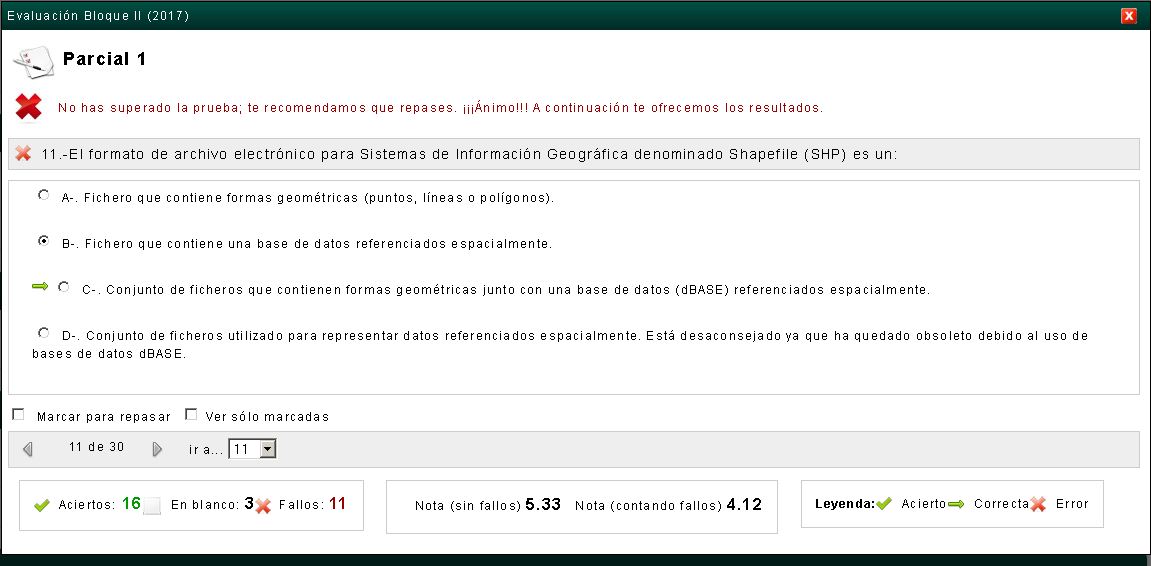 Evaluación Bloque II (2017)
Parcial 1
No has superado la prueba; te recomendamos que repases. ¡¡¡Ánimo!!! A continuación te ofrecemos los resultados.
11.-El formato de archivo electrónico para Sistemas de Información Geográfica denominado Shapefile (SHP) es un:
A-. Fichero que contiene formas geométricas (puntos, líneas o polígonos).
B-. Fichero que contiene una base de datos referenciados espacialmente.
C-. Conjunto de ficheros que contienen formas geométricas junto con una base de datos (dBASE) referenciados espacialmente.
D-. Conjunto de ficheros utilizado para representar datos referenciados espacialmente. Está desaconsejado ya que ha quedado obsoleto debido al uso de
bases de datos dBASE.
Marcar para repasar Ver sólo marcadas
11 de 30 ir a... 11
Aciertos: 16 En blanco: 3 Fallos: 11 Nota (sin fallos) 5.33 Nota (contando fallos) 4.12 Leyenda: Acierto Correcta Error